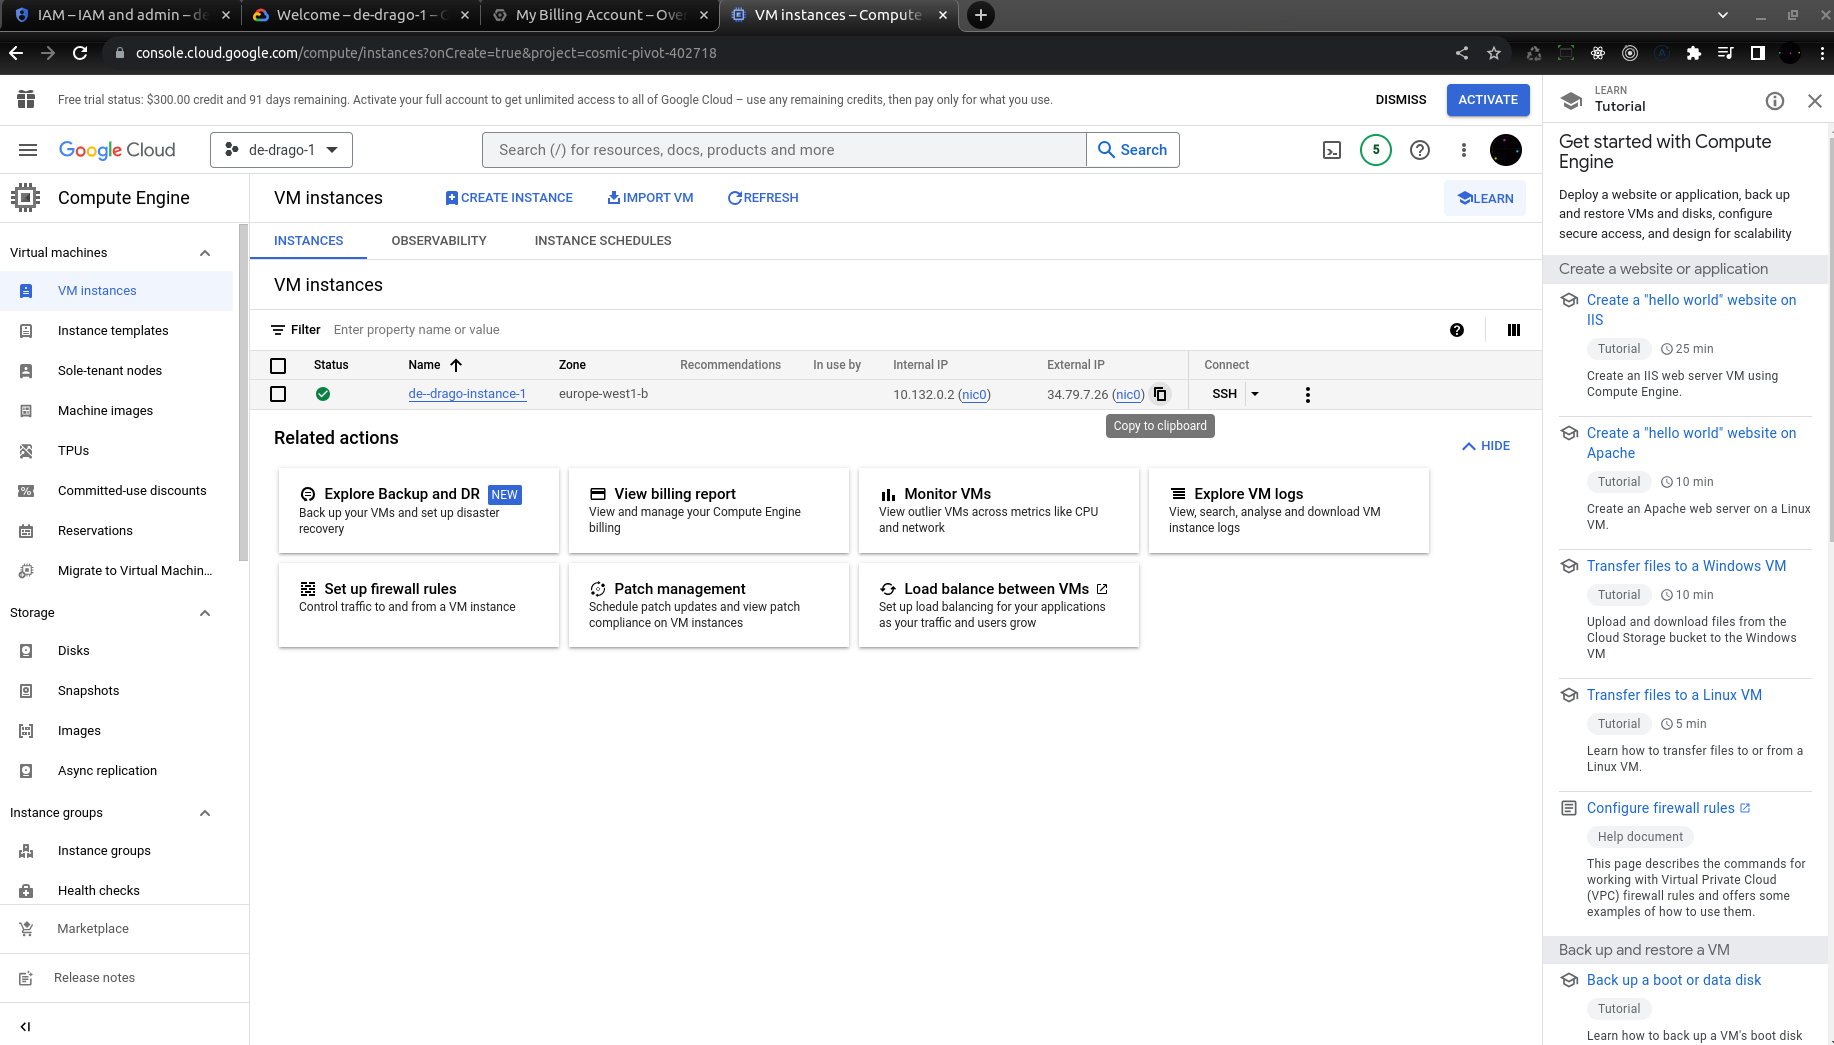 IAM – IAM and admin – de
Welcome – de-drago-1 – C
My Billing Account – Over
VM instances – Compute
console.cloud.google.com/compute/instances?onCreate=true&project=cosmic-pivot-402718
Free trial status: $300.00 credit and 91 days remaining. Activate your full account to get unlimited access to all of Google Cloud – use any remaining credits, then pay only for what you use.
DISMISS
ACTIVATE
Google Cloud
de-drago-1
Search (/) for resources, docs, products and more
Search
5
Compute Engine
Virtual machines
VM instances
Instance templates
Sole-tenant nodes
Machine images
TPUs
Committed-use discounts
Reservations
Migrate to Virtual Machin...
Storage
Disks
Snapshots
Images
Async replication
Instance groups
Instance groups
Health checks
Marketplace
Release notes
VM instances
CREATE INSTANCE
IMPORT VM
REFRESH
LEARN
INSTANCES
OBSERVABILITY
INSTANCE SCHEDULES
VM instances
Filter
Enter property name or value
Status
Name
Zone
Recommendations
In use by
Internal IP
External IP
Connect
de--drago-instance-1
europe-west1-b
10.132.0.2 (nic0)
34.79.7.26 (nic0)
SSH
Copy to clipboard
Related actions
HIDE
Explore Backup and DR NEW
Back up your VMs and set up disaster
recovery
View billing report
View and manage your Compute Engine
billing
Monitor VMs
View outlier VMs across metrics like CPU
and network
Explore VM logs
View, search, analyse and download VM
instance logs
Set up firewall rules
Control traffic to and from a VM instance
Patch management
Schedule patch updates and view patch
compliance on VM instances
Load balance between VMs
Set up load balancing for your applications
as your traffic and users grow
LEARN
Tutorial
Get started with Compute
Engine
Deploy a website or application, back up
and restore VMs and disks, configure
secure access, and design for scalability
Create a website or application
Create a "hello world" website on
IIS
Tutorial
25 min
Create an IIS web server VM using
Compute Engine.
Create a "hello world" website on
Apache
Tutorial
10 min
Create an Apache web server on a Linux
VM.
Transfer files to a Windows VM
Tutorial
10 min
Upload and download files from the
Cloud Storage bucket to the Windows
VM
Transfer files to a Linux VM
Tutorial
5 min
Learn how to transfer files to or from a
Linux VM.
Configure firewall rules
Help document
This page describes the commands for
working with Virtual Private Cloud
(VPC) firewall rules and offers some
examples of how to use them.
Back up and restore a VM
Back up a boot or data disk
Tutorial
Learn how to back up a VM's boot disk